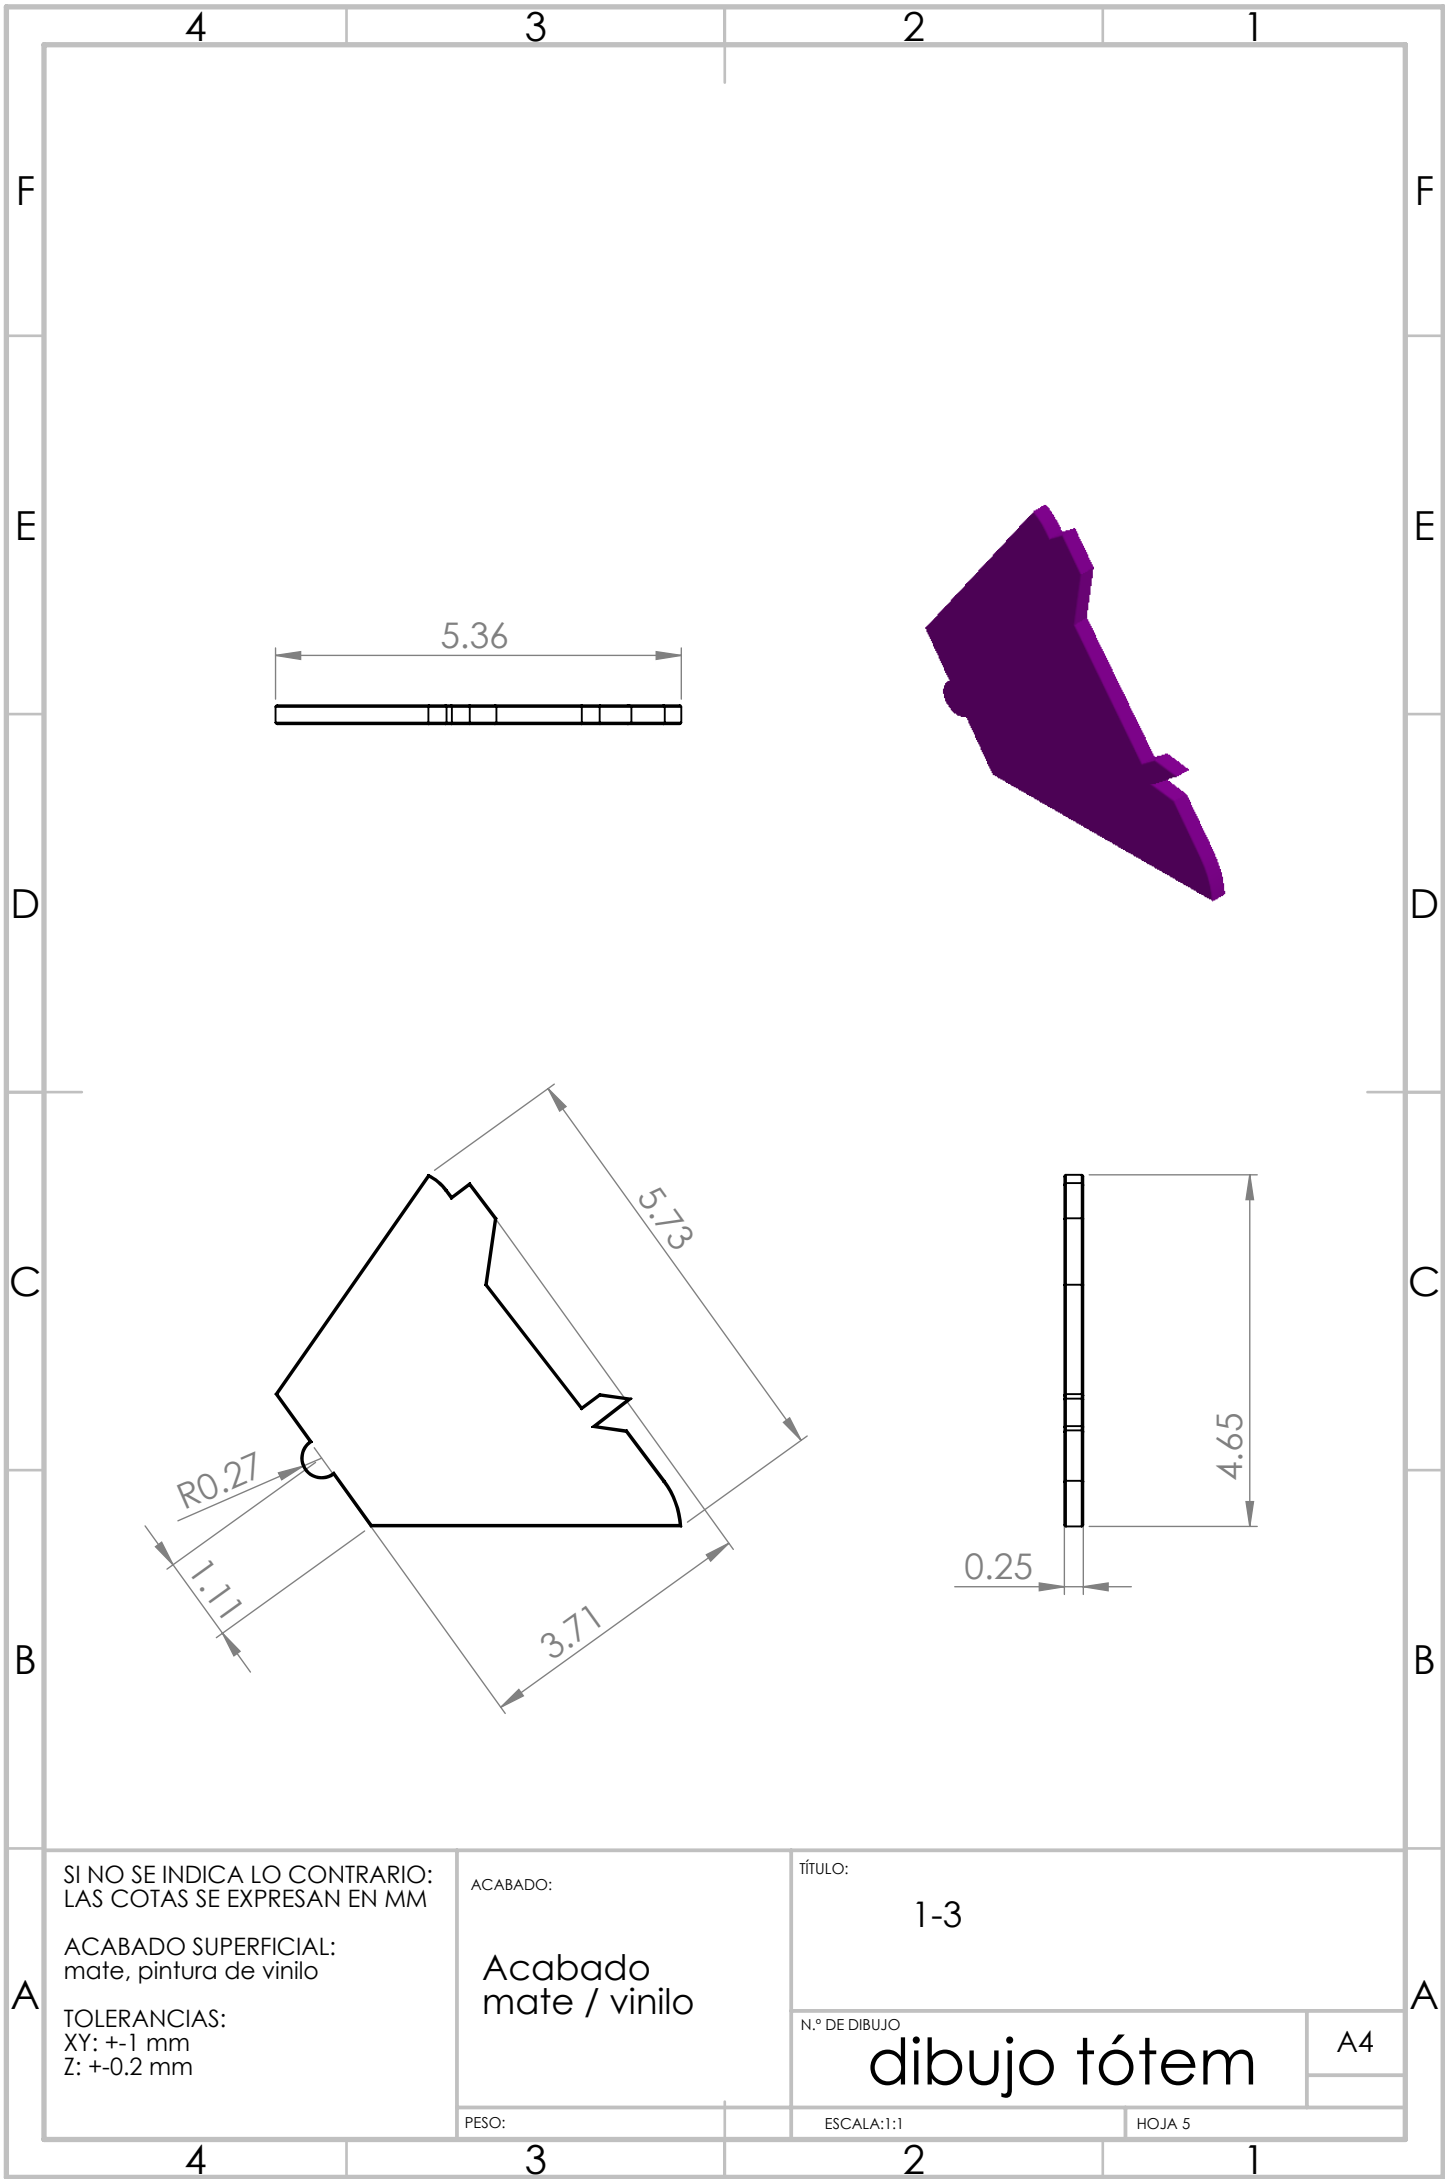 4 3 2 1
F F
E E
5.36
D D
5.73
C C
4.65
R0.27
1.11
0.25
3.71
B B
SI NO SE INDICA LO CONTRARIO:
LAS COTAS SE EXPRESAN EN MM
ACABADO SUPERFICIAL:
mate, pintura de vinilo
TOLERANCIAS:
XY: +-1 mm
Z: +-0.2 mm
ACABADO:
Acabado
mate / vinilo
PESO:
TÍTULO:
1-3
N.º DE DIBUJO
dibujo tótem
A4
ESCALA:1:1
HOJA 5
A A
4 3 2 1